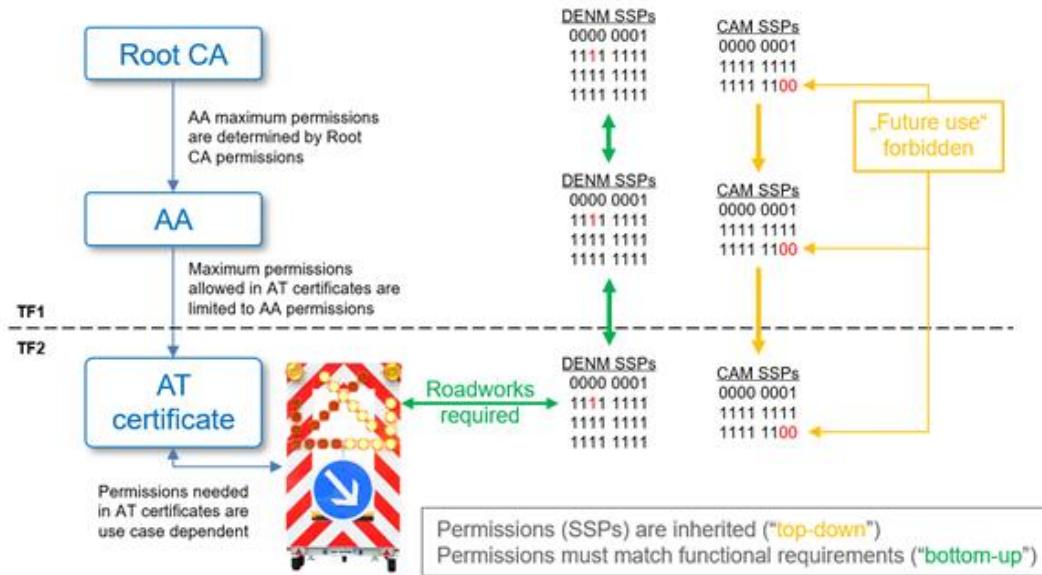 Root CA
AA maximum permissions
are determined by Root
CA permissions
AA
Maximum permissions
allowed in AT certificates are
limited to AA permissions
TF1
TF2
AT
certificate
Permissions needed
in AT certificates are
use case dependent
Roadworks
required
DENM SSPs
0000 0001
1111 1111
1111 1111
1111 1111
DENM SSPs
0000 0001
1111 1111
1111 1111
1111 1111
DENM SSPs
0000 0001
1111 1111
1111 1111
1111 1111
CAM SSPs
0000 0001
1111 1111
1111 1100
CAM SSPs
0000 0001
1111 1111
1111 1100
CAM SSPs
0000 0001
1111 1111
1111 1100
„Future use“
forbidden
Permissions (SSPs) are inherited (“top-down”)
Permissions must match functional requirements (“bottom-up”)